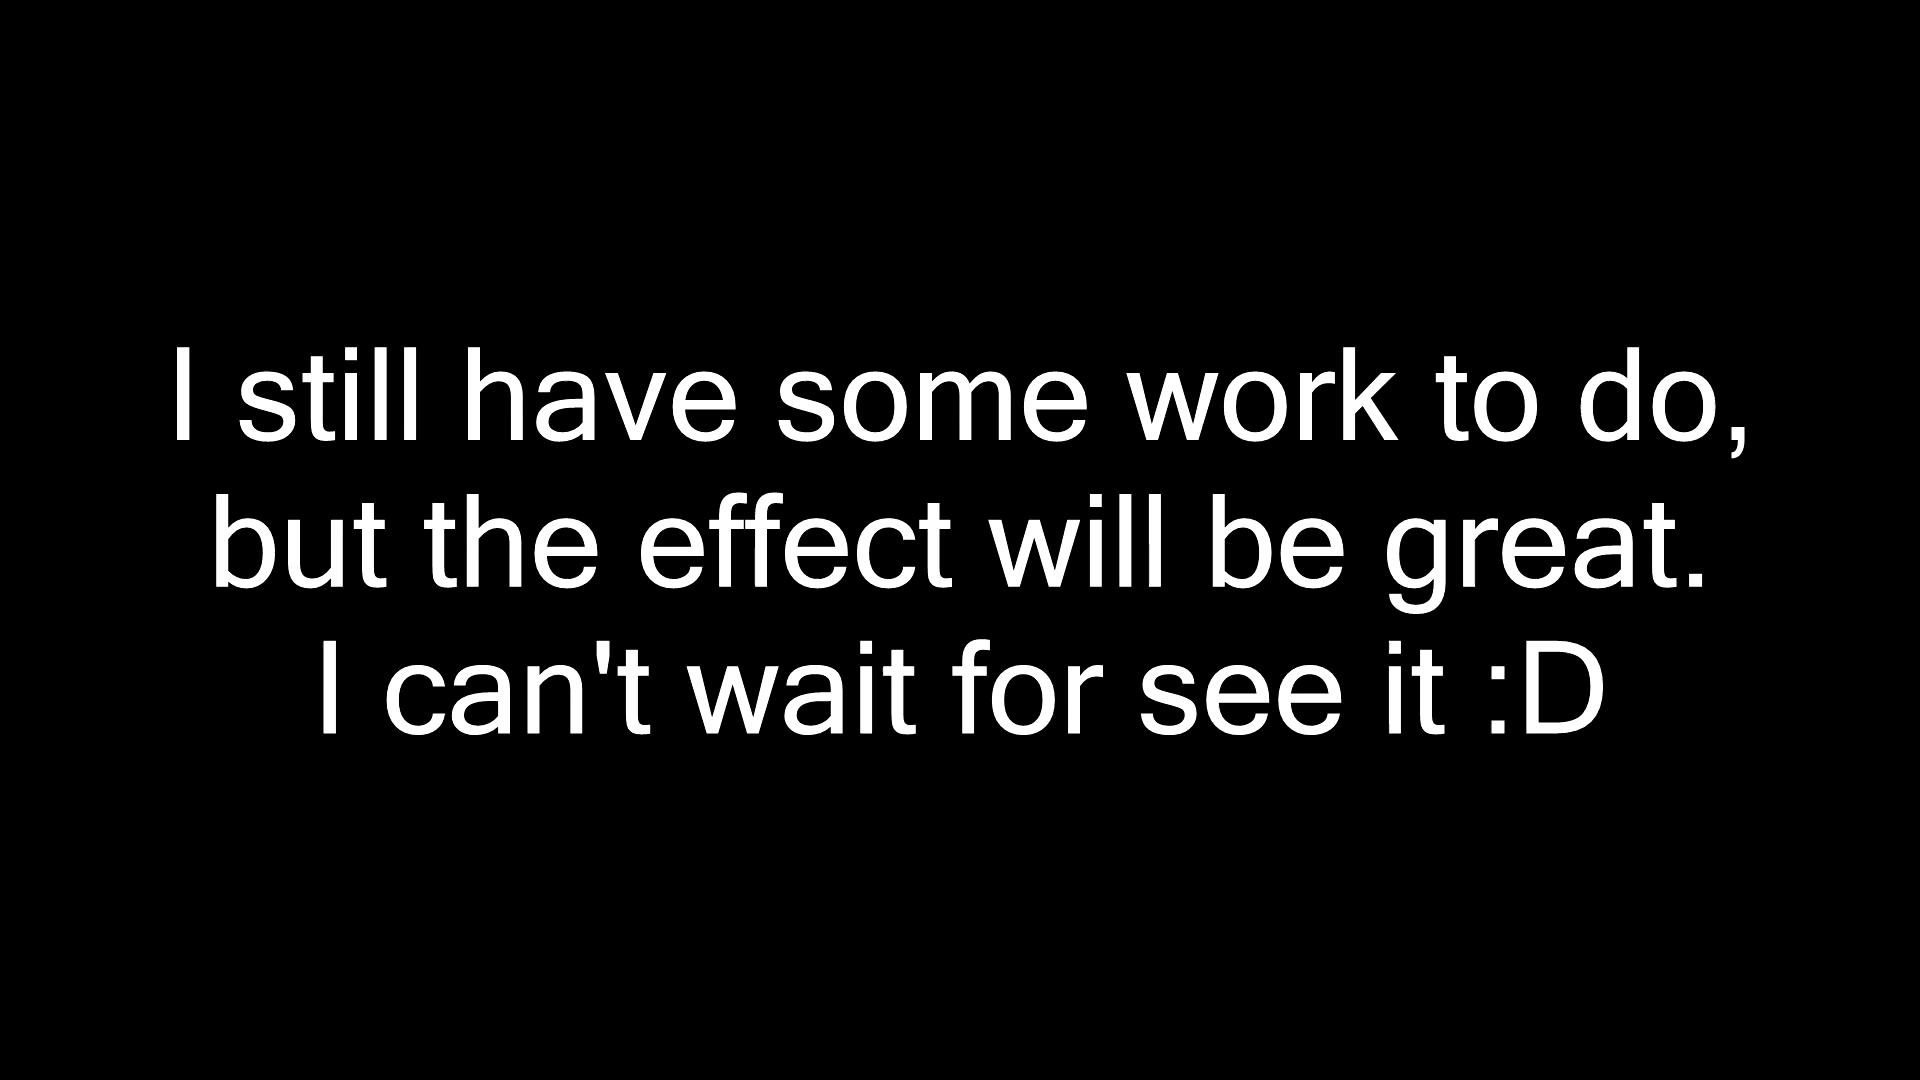 I still have some work to do,
but the effect will be great.
I can't wait for see it :D